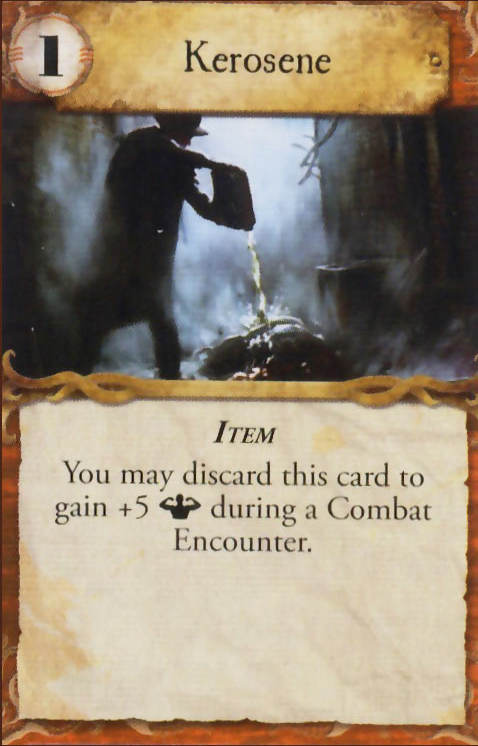 1
Kerosene
ITEM
You may discard this card to
gain +5 during a Combat
Encounter.